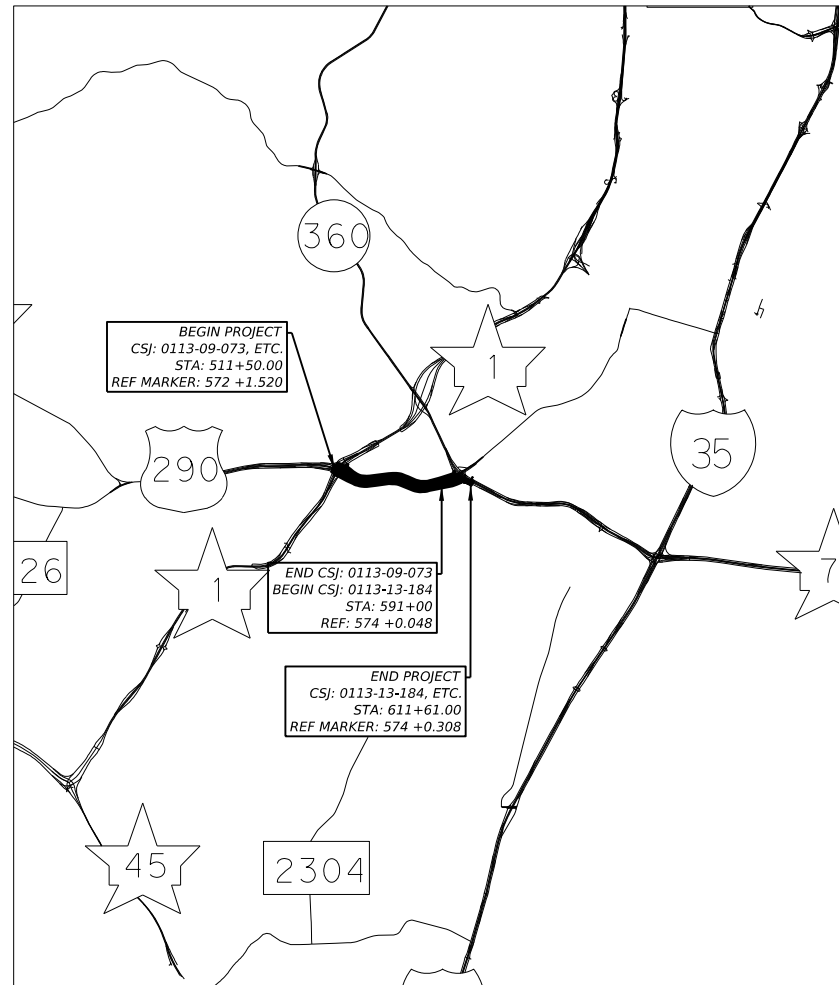 360
BEGIN PROJECT
CSJ: 0113-09-073, ETC.
STA: 511+50.00
REF MARKER: 572 +1.520
1
290
35
26
1
END CSJ: 0113-09-073
BEGIN CSJ: 0113-13-184
STA: 591+00
REF: 574 +0.048
7
END PROJECT
CSJ: 0113-13-184, ETC.
STA: 611+61.00
REF MARKER: 574 +0.308
45
2304